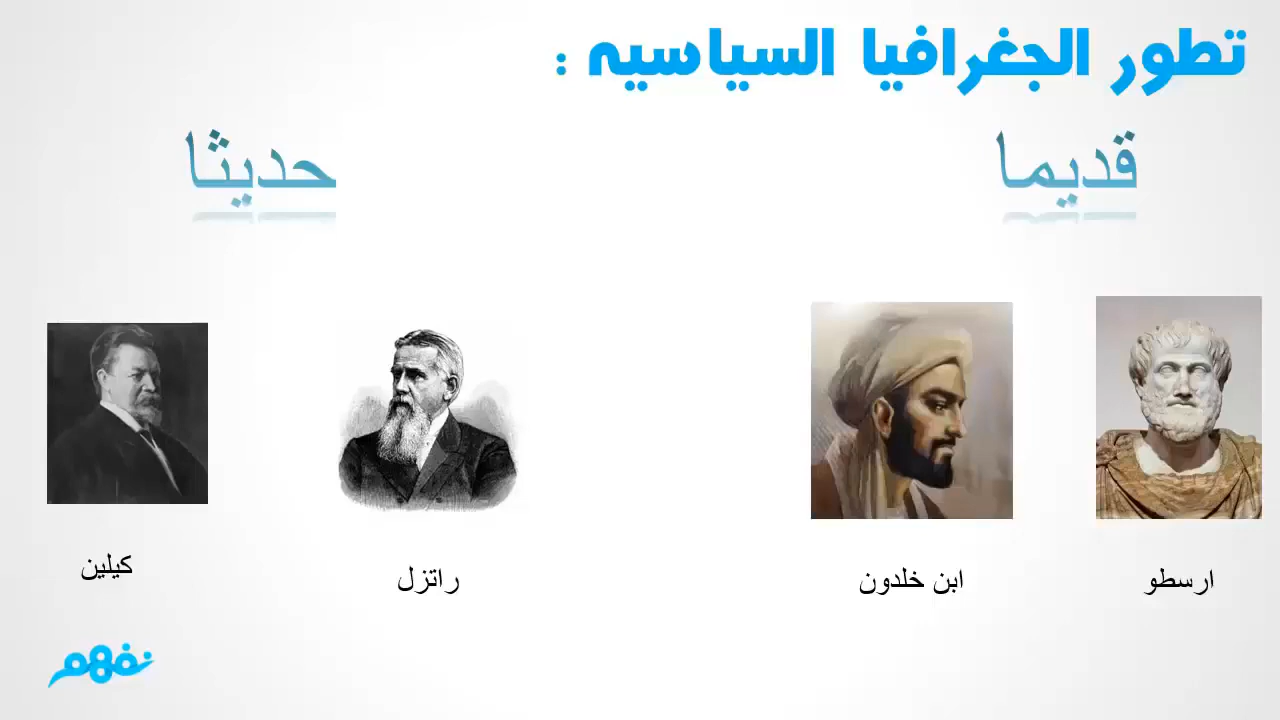 تطور الجغرافيا السياسيه :
قديما
حديثا
ارسطو
ابن خلدون
راتزل
كيلين
نفهم